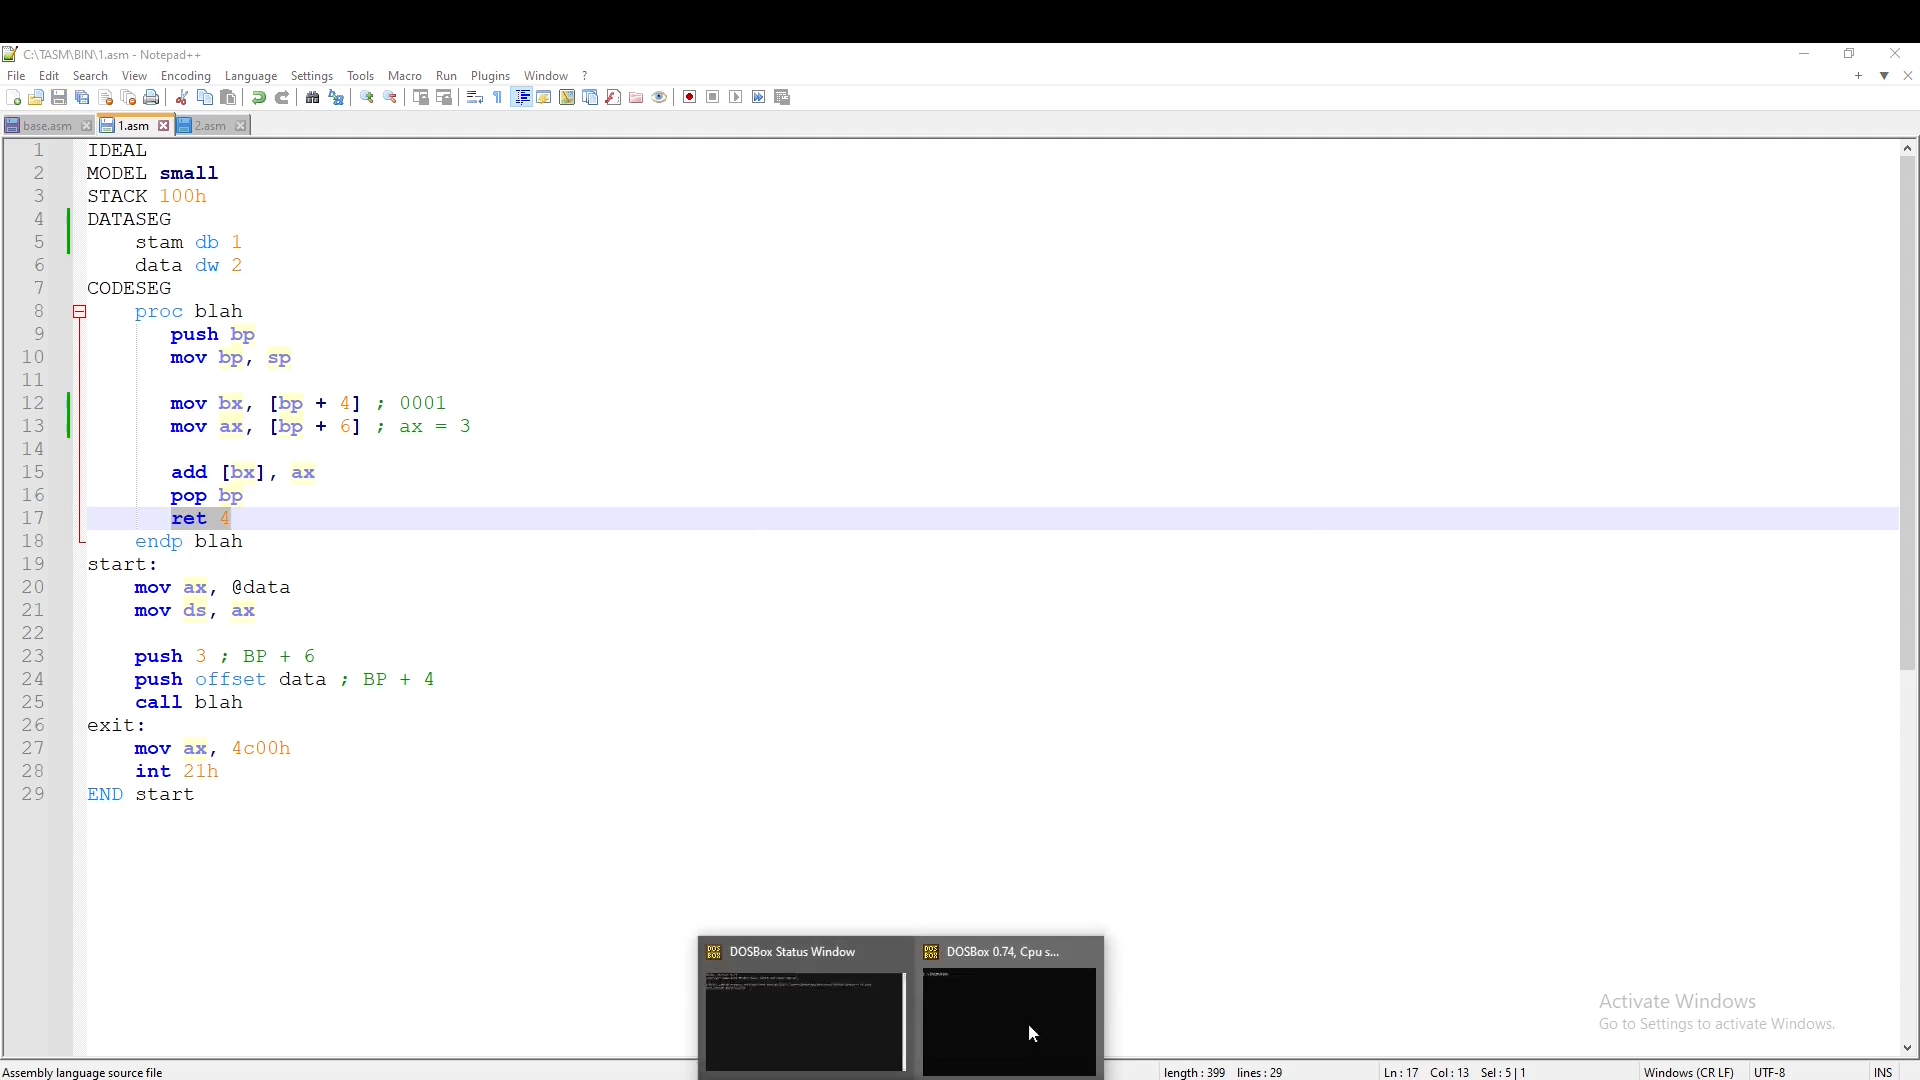 C:\TASM\BIN\1.asm - Notepad++
File Edit Search View Encoding Language Settings Tools Macro Run Plugins Window ?
base.asm 1.asm 2.asm
1 IDEAL
2 MODEL small
3 STACK 100h
4 DATASEG
5 stam db 1
6 data dw 2
7 CODESEG
8 proc blah
9 push bp
10 mov bp, sp
11
12 mov bx, [bp + 4] ; 0001
13 mov ax, [bp + 6] ; ax = 3
14
15 add [bx], ax
16 pop bp
17 ret 4
18 endp blah
19 start:
20 mov ax, @data
21 mov ds, ax
22
23 push 3 ; BP + 6
24 push offset data ; BP + 4
25 call blah
26 exit:
27 mov ax, 4c00h
28 int 21h
29 END start
DOSBox Status Window
DOSBox 0.74, Cpu s...
Activate Windows
Go to Settings to activate Windows.
Assembly language source file length : 399 lines : 29 Ln : 17 Col : 13 Sel : 5 | 1 Windows (CR LF) UTF-8 INS